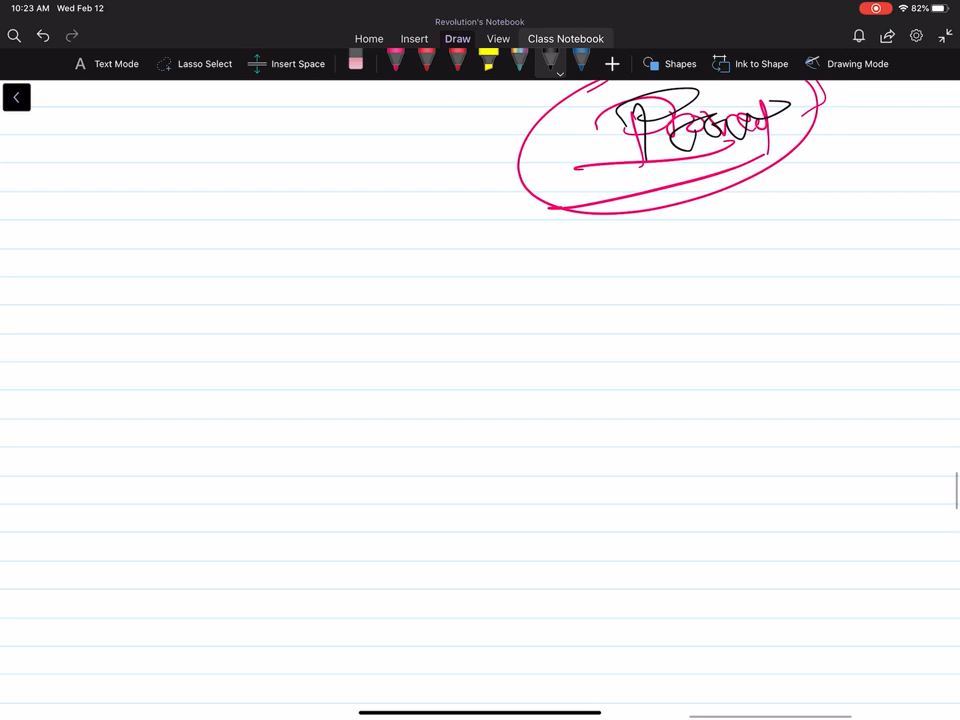 10:23 AM Wed Feb 12
82%
Revolution's Notebook
Home Insert Draw View Class Notebook
Text Mode Lasso Select Insert Space Shapes Ink to Shape Drawing Mode
Proved